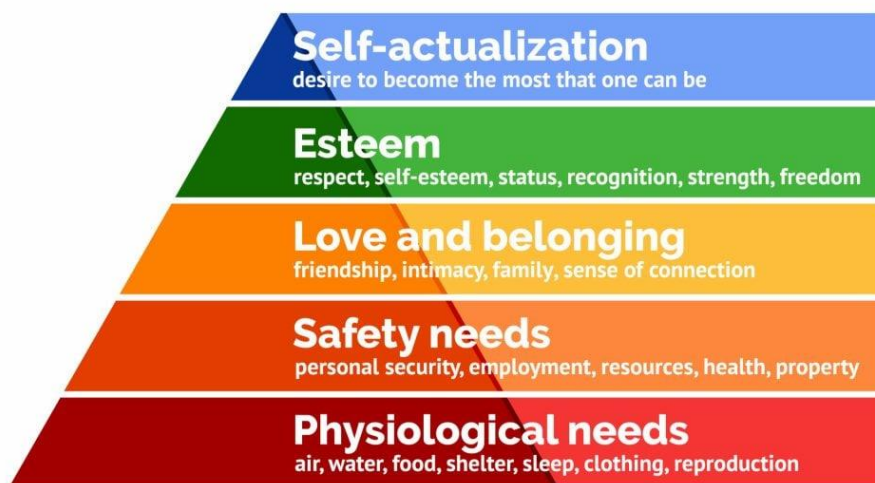 Self-actualization
desire to become the most that one can be
Esteem
respect, self-esteem, status, recognition, strength, freedom
Love and belonging
friendship, intimacy, family, sense of connection
Safety needs
personal security, employment, resources, health, property
Physiological needs
air, water, food, shelter, sleep, clothing, reproduction